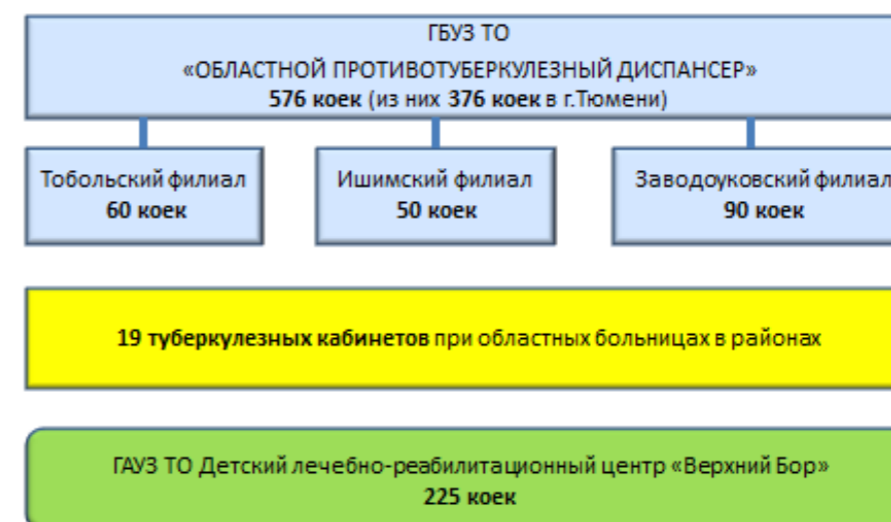 ГБУЗ ТО
«ОБЛАСТНОЙ ПРОТИВОТУБЕРКУЛЕЗНЫЙ ДИСПАНСЕР»
576 коек (из них 376 коек в г.Тюмени)
Тобольский филиал
60 коек
Ишимский филиал
50 коек
Заводоуковский филиал
90 коек
19 туберкулезных кабинетов при областных больницах в районах
ГАУЗ ТО Детский лечебно-реабилитационный центр «Верхний Бор»
225 коек